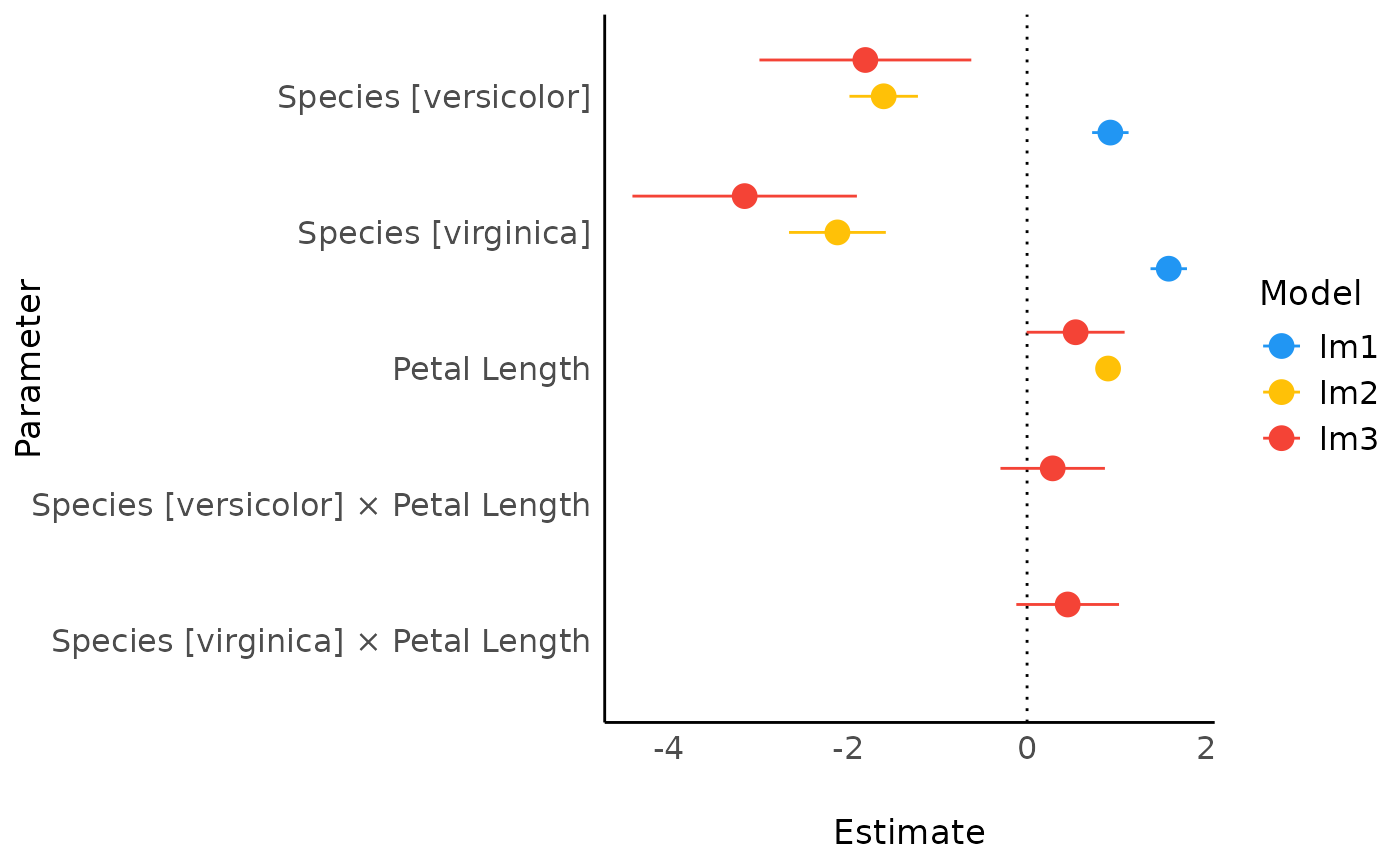 Species [versicolor]
Species [virginica]
Petal Length
Species [versicolor] × Petal Length
Species [virginica] × Petal Length
Parameter
-4 -2 0 2
Estimate
Model
lm1
lm2
lm3